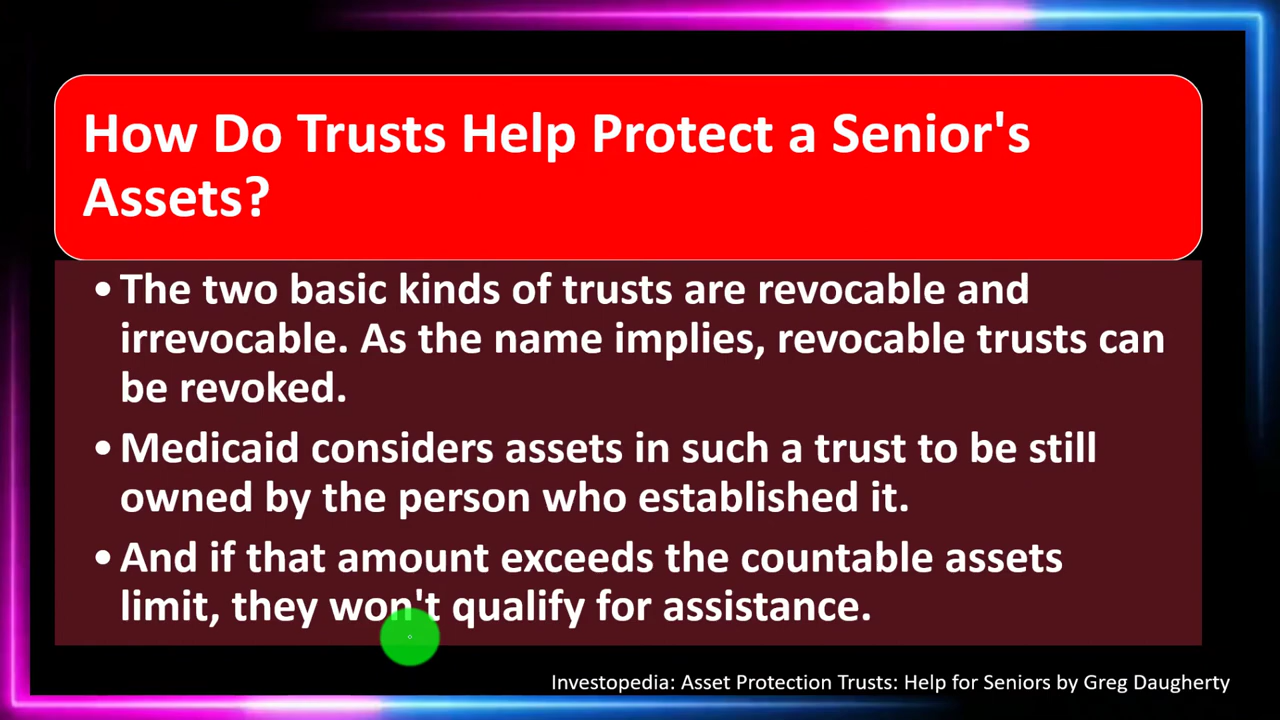 How Do Trusts Help Protect a Senior's
Assets?
•The two basic kinds of trusts are revocable and
irrevocable. As the name implies, revocable trusts can
be revoked.
•Medicaid considers assets in such a trust to be still
owned by the person who established it.
•And if that amount exceeds the countable assets
limit, they won't qualify for assistance.
Investopedia: Asset Protection Trusts: Help for Seniors by Greg Daugherty